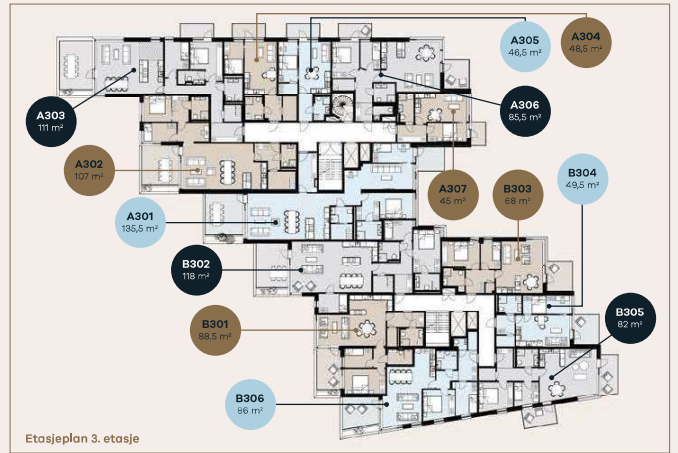 A305
46,5 m²
A304
48,5 m²
A303
111 m²
A306
85,5 m²
A302
107 m²
A307
45 m²
B303
68 m²
B304
49,5 m²
A301
135,5 m²
B302
118 m²
B301
88,5 m²
B305
82 m²
B306
86 m²
Etasjeplan 3. etasje